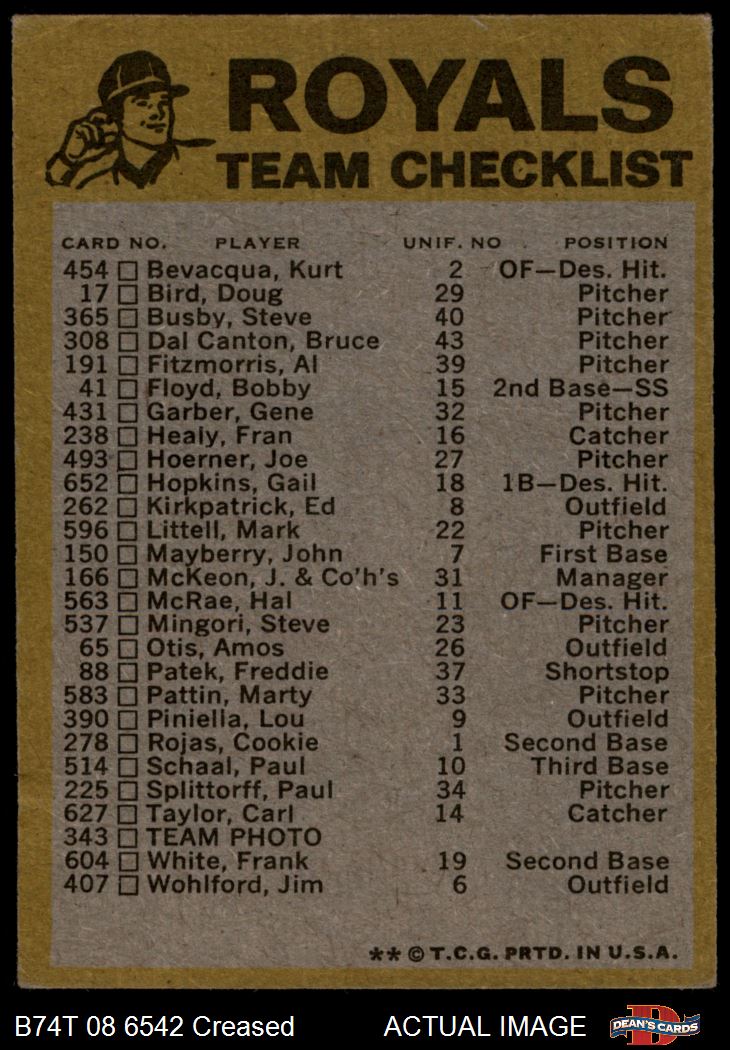 ROYALS
TEAM CHECKLIST
CARD NO. PLAYER UNIF. NO. POSITION
454 Bevacqua, Kurt 2 OF—Des. Hit.
17 Bird, Doug 29 Pitcher
365 Busby, Steve 40 Pitcher
308 Dal Canton, Bruce 43 Pitcher
191 Fitzmorris, Al 39 Pitcher
41 Floyd, Bobby 15 2nd Base—SS
431 Garber, Gene 32 Pitcher
238 Healy, Fran 16 Catcher
493 Hoerner, Joe 27 Pitcher
652 Hopkins, Gail 18 1B—Des. Hit.
262 Kirkpatrick, Ed 8 Outfield
596 Littell, Mark 22 Pitcher
150 Mayberry, John 7 First Base
166 McKeon, J. & Co'h's 31 Manager
563 McRae, Hal 11 OF—Des. Hit.
537 Mingori, Steve 23 Pitcher
65 Otis, Amos 26 Outfield
88 Patek, Freddie 37 Shortstop
583 Pattin, Marty 33 Pitcher
390 Piniella, Lou 9 Outfield
278 Rojas, Cookie 1 Second Base
514 Schaal, Paul 10 Third Base
225 Splittorff, Paul 34 Pitcher
627 Taylor, Carl 14 Catcher
343 TEAM PHOTO
604 White, Frank 19 Second Base
407 Wohlford, Jim 6 Outfield
** © T.C.G. PRTD. IN U.S.A.
B74T 08 6542 Creased ACTUAL IMAGE DEAN'S CARDS